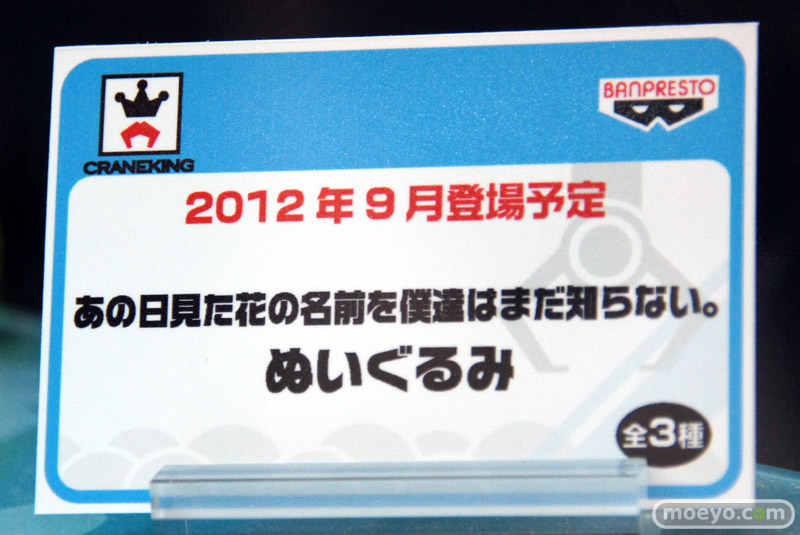 CRANEKING
BANPRESTO
2012年9月登場予定
あの日見た花の名前を僕達はまだ知らない。
ぬいぐるみ
全3種
moeyo.com